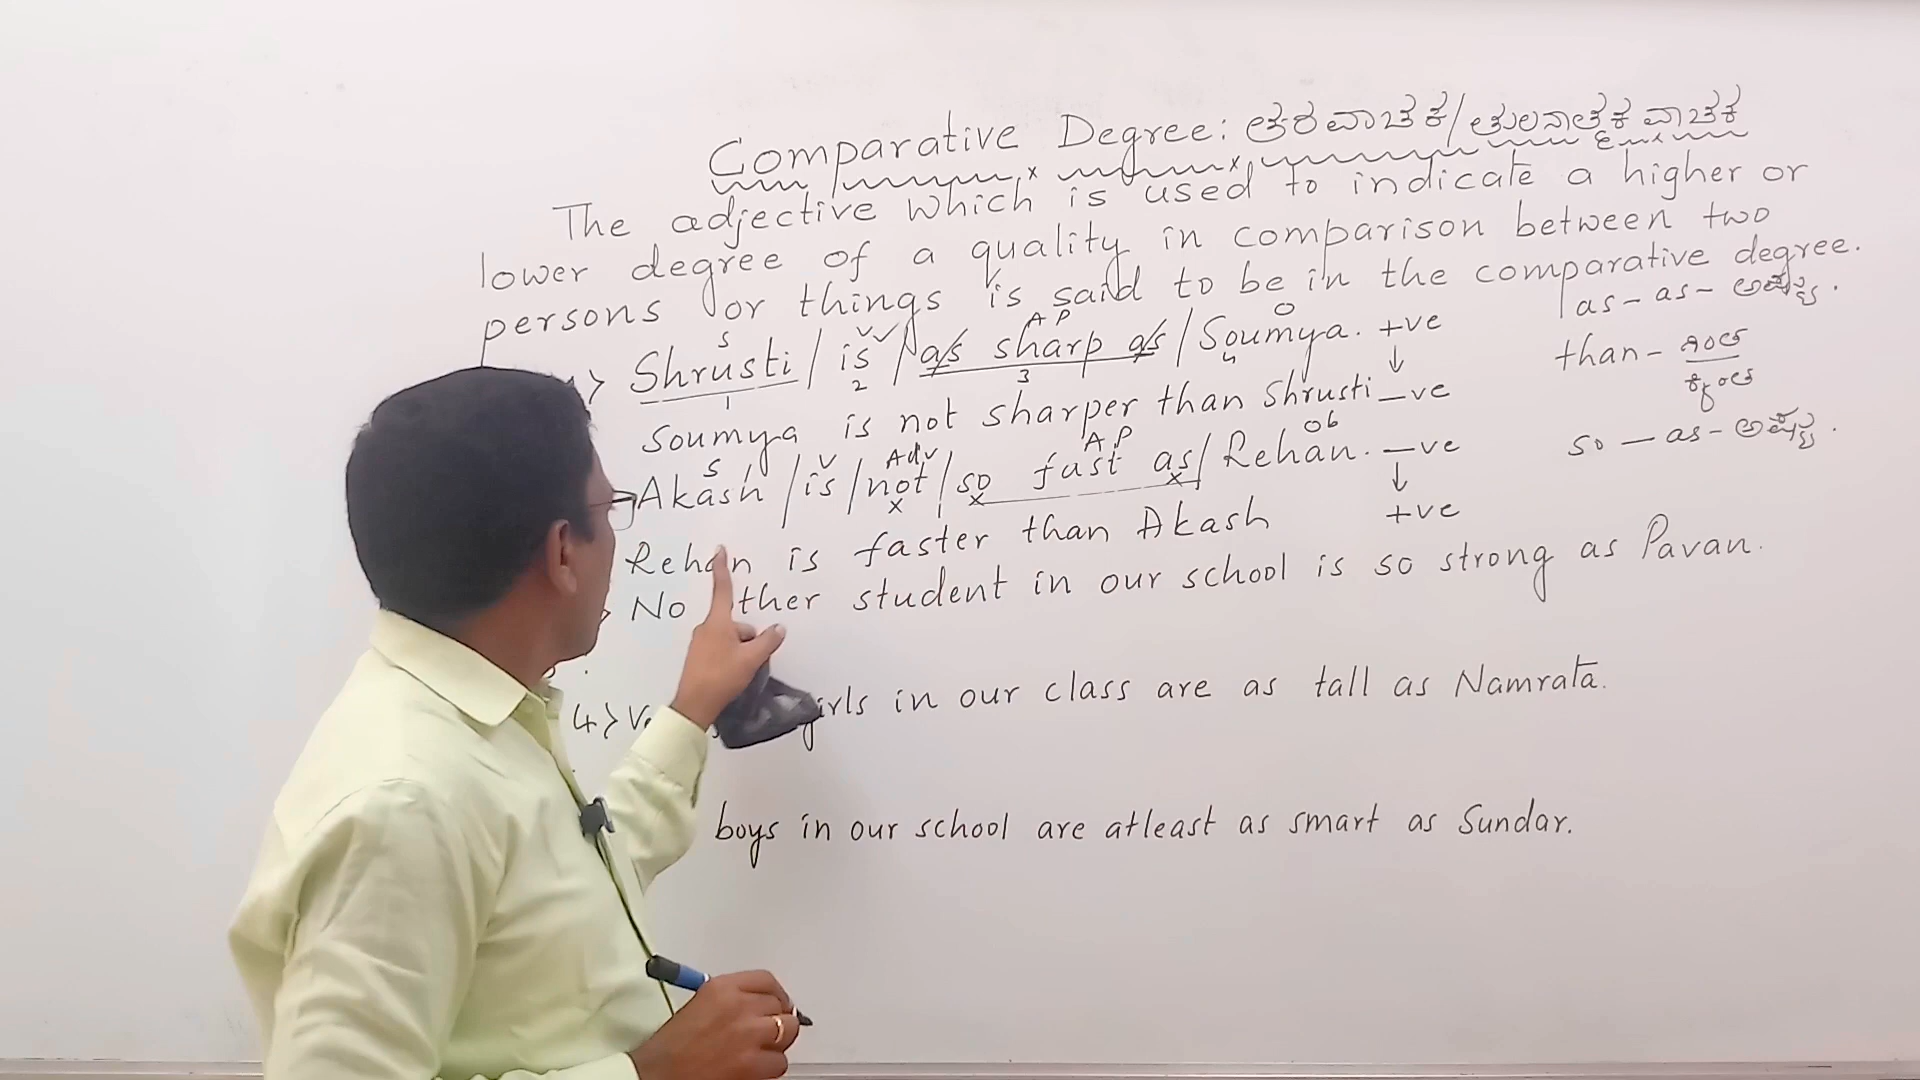 Comparative Degree: ತರವಾಚಕ/ತುಲನಾತ್ಮಕ ವಾಚಕ
The adjective which is used to indicate a higher or
lower degree of a quality in comparison between two
persons or things is said to be in the comparative degree.
S V AP O
> Shrusti / is / as sharp as / Soumya. +ve
1 2 3 4
Soumya is not sharper than Shrusti -ve
S V Adv AP Ob
Akash / is / not / so fast as / Rehan. -ve
Rehan is faster than Akash +ve
> No ther student in our school is so strong as Pavan.
4> girls in our class are as tall as Namrata.
boys in our school are atleast as smart as Sundar.
as - as - ಅಷ್ಟು.
than - ಗಿಂತ
ಕ್ಕಿಂತ
so - as - ಅಷ್ಟು.